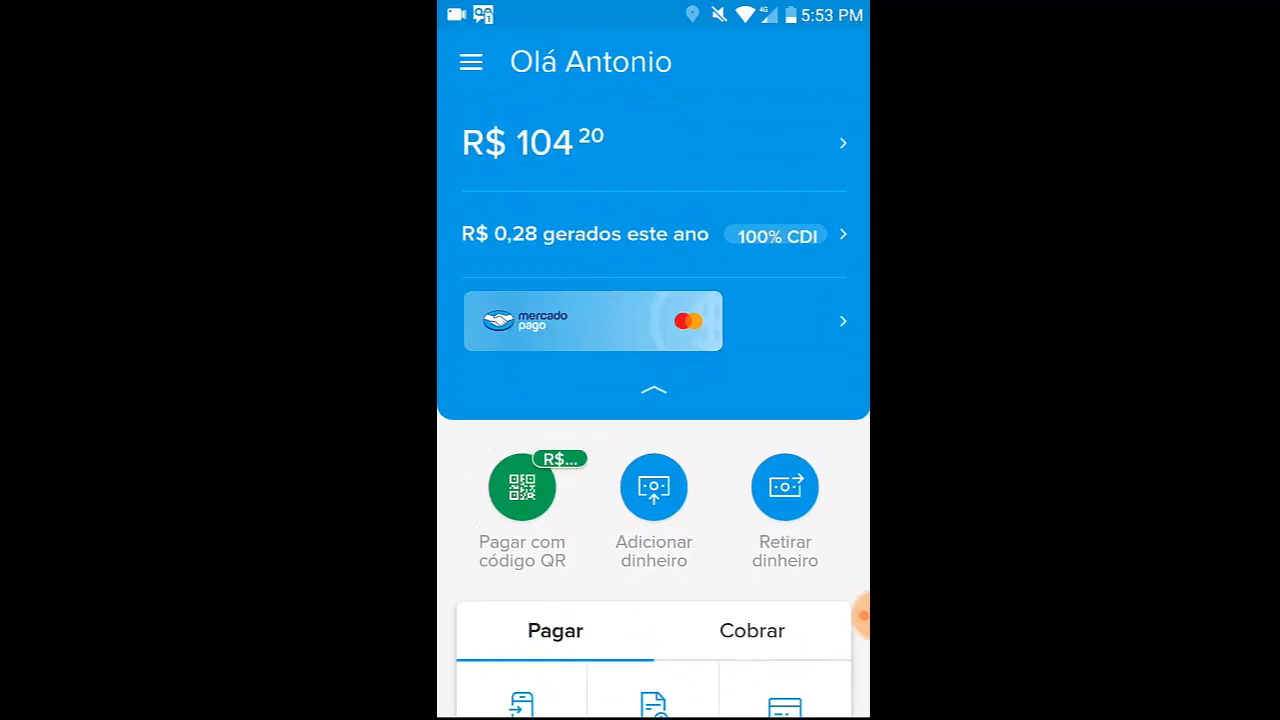 4G 5:53 PM
Olá Antonio
R$ 104 20
R$ 0,28 gerados este ano 100% CDI
mercado
pago
R$...
Pagar com
código QR
Adicionar
dinheiro
Retirar
dinheiro
Pagar Cobrar